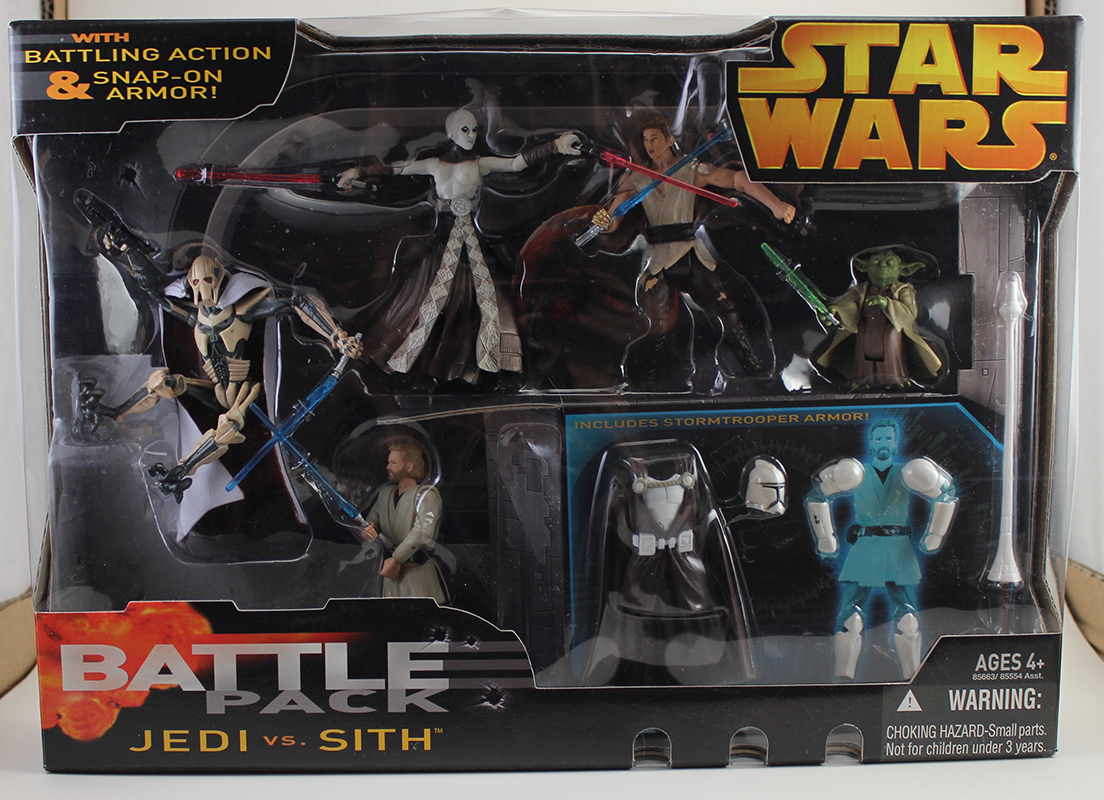 WITH
BATTLING ACTION
& SNAP-ON
ARMOR!
STAR
WARS®
INCLUDES STORMTROOPER ARMOR!
BATTLE
PACK
JEDI vs. SITH™
AGES 4+
85663/ 85554 Asst.
WARNING:
CHOKING HAZARD-Small parts.
Not for children under 3 years.